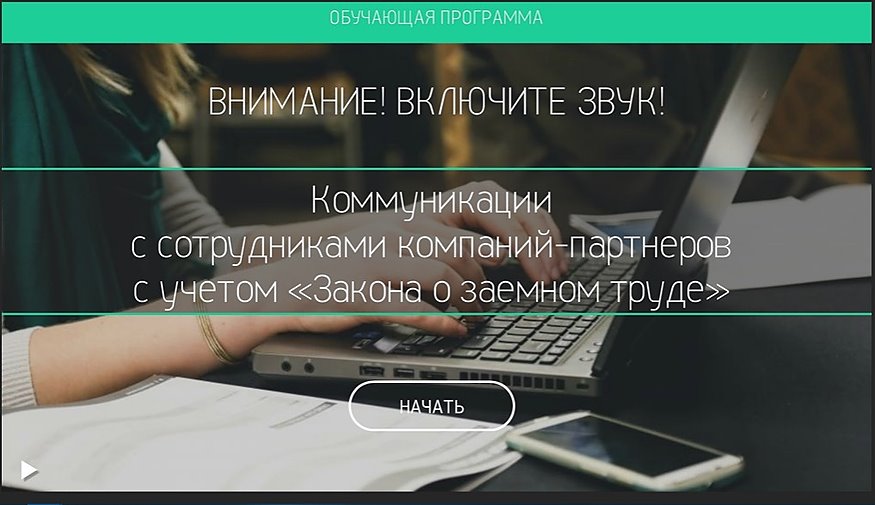 ОБУЧАЮЩАЯ ПРОГРАММА
ВНИМАНИЕ! ВКЛЮЧИТЕ ЗВУК!
Коммуникации
с сотрудниками компаний-партнеров
с учетом «Закона о заемном труде»
НАЧАТЬ